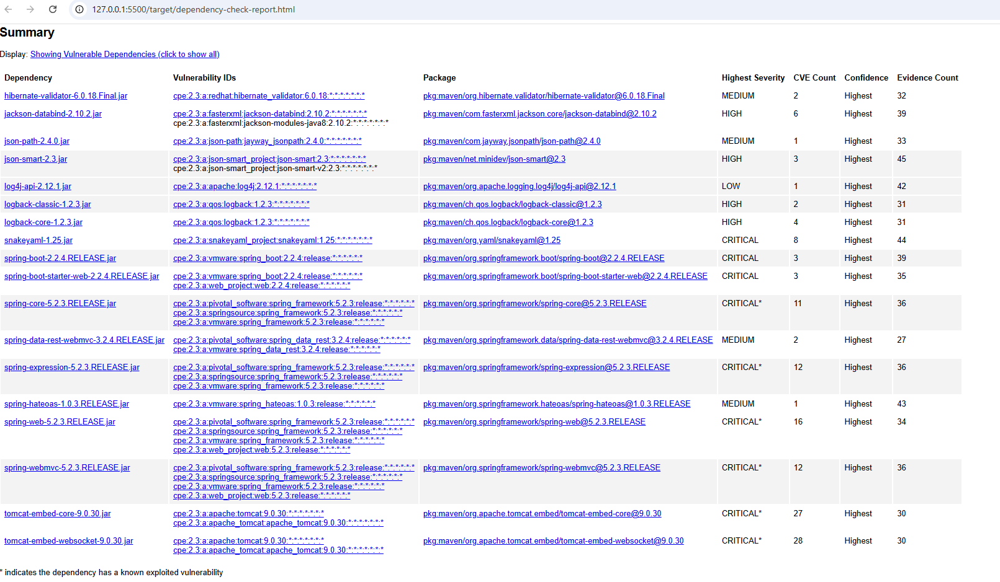 127.0.0.1:5500/target/dependency-check-report.html
Summary
Display: Showing Vulnerable Dependencies (click to show all)
Dependency Vulnerability IDs Package Highest Severity CVE Count Confidence Evidence Count
hibernate-validator-6.0.18.Final.jar cpe:2.3:a:redhat:hibernate_validator:6.0.18:*:*:*:*:*:*:* pkg:maven/org.hibernate.validator/hibernate-validator@6.0.18.Final MEDIUM 2 Highest 32
jackson-databind-2.10.2.jar cpe:2.3:a:fasterxml:jackson-databind:2.10.2:*:*:*:*:*:*:* pkg:maven/com.fasterxml.jackson.core/jackson-databind@2.10.2 HIGH 6 Highest 39
cpe:2.3:a:fasterxml:jackson-modules-java8:2.10.2:*:*:*:*:*:*:*
json-path-2.4.0.jar cpe:2.3:a:json-path:jayway_jsonpath:2.4.0:*:*:*:*:*:*:* pkg:maven/com.jayway.jsonpath/json-path@2.4.0 MEDIUM 1 Highest 33
json-smart-2.3.jar cpe:2.3:a:json-smart_project:json-smart:2.3:*:*:*:*:*:*:* pkg:maven/net.minidev/json-smart@2.3 HIGH 3 Highest 45
cpe:2.3:a:json-smart_project:json-smart-v2:2.3:*:*:*:*:*:*:*
log4j-api-2.12.1.jar cpe:2.3:a:apache:log4j:2.12.1:*:*:*:*:*:*:* pkg:maven/org.apache.logging.log4j/log4j-api@2.12.1 LOW 1 Highest 42
logback-classic-1.2.3.jar cpe:2.3:a:qos:logback:1.2.3:*:*:*:*:*:*:* pkg:maven/ch.qos.logback/logback-classic@1.2.3 HIGH 2 Highest 31
logback-core-1.2.3.jar cpe:2.3:a:qos:logback:1.2.3:*:*:*:*:*:*:* pkg:maven/ch.qos.logback/logback-core@1.2.3 HIGH 4 Highest 31
snakeyaml-1.25.jar cpe:2.3:a:snakeyaml_project:snakeyaml:1.25:*:*:*:*:*:*:* pkg:maven/org.yaml/snakeyaml@1.25 CRITICAL 8 Highest 44
spring-boot-2.2.4.RELEASE.jar cpe:2.3:a:vmware:spring_boot:2.2.4:release:*:*:*:*:*:* pkg:maven/org.springframework.boot/spring-boot@2.2.4.RELEASE CRITICAL 3 Highest 39
spring-boot-starter-web-2.2.4.RELEASE.jar cpe:2.3:a:vmware:spring_boot:2.2.4:release:*:*:*:*:*:* pkg:maven/org.springframework.boot/spring-boot-starter-web@2.2.4.RELEASE CRITICAL 3 Highest 35
cpe:2.3:a:web_project:web:2.2.4:release:*:*:*:*:*:*
spring-core-5.2.3.RELEASE.jar cpe:2.3:a:pivotal_software:spring_framework:5.2.3:release:*:*:*:*:*:* pkg:maven/org.springframework/spring-core@5.2.3.RELEASE CRITICAL* 11 Highest 36
cpe:2.3:a:springsource:spring_framework:5.2.3:release:*:*:*:*:*:*
cpe:2.3:a:vmware:spring_framework:5.2.3:release:*:*:*:*:*:*
spring-data-rest-webmvc-3.2.4.RELEASE.jar cpe:2.3:a:pivotal_software:spring_data_rest:3.2.4:release:*:*:*:*:*:* pkg:maven/org.springframework.data/spring-data-rest-webmvc@3.2.4.RELEASE MEDIUM 2 Highest 27
cpe:2.3:a:vmware:spring_data_rest:3.2.4:release:*:*:*:*:*:*
spring-expression-5.2.3.RELEASE.jar cpe:2.3:a:pivotal_software:spring_framework:5.2.3:release:*:*:*:*:*:* pkg:maven/org.springframework/spring-expression@5.2.3.RELEASE CRITICAL* 12 Highest 36
cpe:2.3:a:springsource:spring_framework:5.2.3:release:*:*:*:*:*:*
cpe:2.3:a:vmware:spring_framework:5.2.3:release:*:*:*:*:*:*
spring-hateoas-1.0.3.RELEASE.jar cpe:2.3:a:vmware:spring_hateoas:1.0.3:release:*:*:*:*:*:* pkg:maven/org.springframework.hateoas/spring-hateoas@1.0.3.RELEASE MEDIUM 1 Highest 43
spring-web-5.2.3.RELEASE.jar cpe:2.3:a:pivotal_software:spring_framework:5.2.3:release:*:*:*:*:*:* pkg:maven/org.springframework/spring-web@5.2.3.RELEASE CRITICAL* 16 Highest 34
cpe:2.3:a:springsource:spring_framework:5.2.3:release:*:*:*:*:*:*
cpe:2.3:a:vmware:spring_framework:5.2.3:release:*:*:*:*:*:*
cpe:2.3:a:web_project:web:5.2.3:release:*:*:*:*:*:*
spring-webmvc-5.2.3.RELEASE.jar cpe:2.3:a:pivotal_software:spring_framework:5.2.3:release:*:*:*:*:*:* pkg:maven/org.springframework/spring-webmvc@5.2.3.RELEASE CRITICAL* 12 Highest 36
cpe:2.3:a:springsource:spring_framework:5.2.3:release:*:*:*:*:*:*
cpe:2.3:a:vmware:spring_framework:5.2.3:release:*:*:*:*:*:*
cpe:2.3:a:web_project:web:5.2.3:release:*:*:*:*:*:*
tomcat-embed-core-9.0.30.jar cpe:2.3:a:apache:tomcat:9.0.30:*:*:*:*:*:*:* pkg:maven/org.apache.tomcat.embed/tomcat-embed-core@9.0.30 CRITICAL* 27 Highest 30
cpe:2.3:a:apache_tomcat:apache_tomcat:9.0.30:*:*:*:*:*:*:*
tomcat-embed-websocket-9.0.30.jar cpe:2.3:a:apache:tomcat:9.0.30:*:*:*:*:*:*:* pkg:maven/org.apache.tomcat.embed/tomcat-embed-websocket@9.0.30 CRITICAL* 28 Highest 30
cpe:2.3:a:apache_tomcat:apache_tomcat:9.0.30:*:*:*:*:*:*:*
* indicates the dependency has a known exploited vulnerability